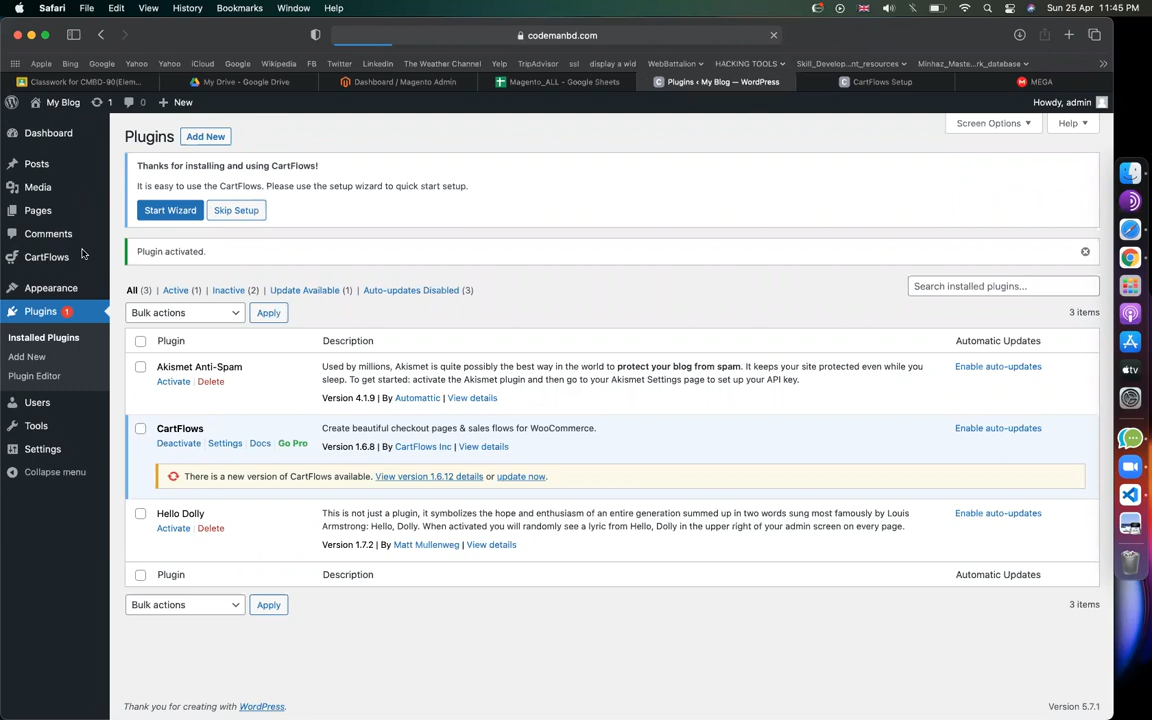 Safari File Edit View History Bookmarks Window Help Sun 25 Apr 11:45 PM
codemanbd.com
Apple Bing Google Yahoo Yahoo iCloud Google Wikipedia FB Twitter LinkedIn The Weather Channel Yelp TripAdvisor ssl display a wid WebBattalion HACKING TOOLS Skill_Develop...nt_resources Minhaz_Maste...rk_database
Classwork for CMBD-90(Elem... My Drive - Google Drive Dashboard / Magento Admin Magento_ALL - Google Sheets Plugins ‹ My Blog — WordPress CartFlows Setup MEGA
My Blog 1 0 New Howdy, admin
Screen Options Help
Dashboard
Posts
Media
Pages
Comments
CartFlows
Appearance
Plugins 1
Installed Plugins
Add New
Plugin Editor
Users
Tools
Settings
Collapse menu
Plugins Add New
Thanks for installing and using CartFlows!
It is easy to use the CartFlows. Please use the setup wizard to quick start setup.
Start Wizard Skip Setup
Plugin activated.
All (3) | Active (1) | Inactive (2) | Update Available (1) | Auto-updates Disabled (3)
Search installed plugins...
Bulk actions Apply 3 items
Plugin Description Automatic Updates
Akismet Anti-Spam
Activate | Delete
Used by millions, Akismet is quite possibly the best way in the world to protect your blog from spam. It keeps your site protected even while you
sleep. To get started: activate the Akismet plugin and then go to your Akismet Settings page to set up your API key.
Version 4.1.9 | By Automattic | View details
Enable auto-updates
CartFlows
Deactivate | Settings | Docs | Go Pro
Create beautiful checkout pages & sales flows for WooCommerce.
Version 1.6.8 | By CartFlows Inc | View details
Enable auto-updates
There is a new version of CartFlows available. View version 1.6.12 details or update now.
Hello Dolly
Activate | Delete
This is not just a plugin, it symbolizes the hope and enthusiasm of an entire generation summed up in two words sung most famously by Louis
Armstrong: Hello, Dolly. When activated you will randomly see a lyric from Hello, Dolly in the upper right of your admin screen on every page.
Version 1.7.2 | By Matt Mullenweg | View details
Enable auto-updates
Plugin Description Automatic Updates
Bulk actions Apply 3 items
Thank you for creating with WordPress. Version 5.7.1
tv